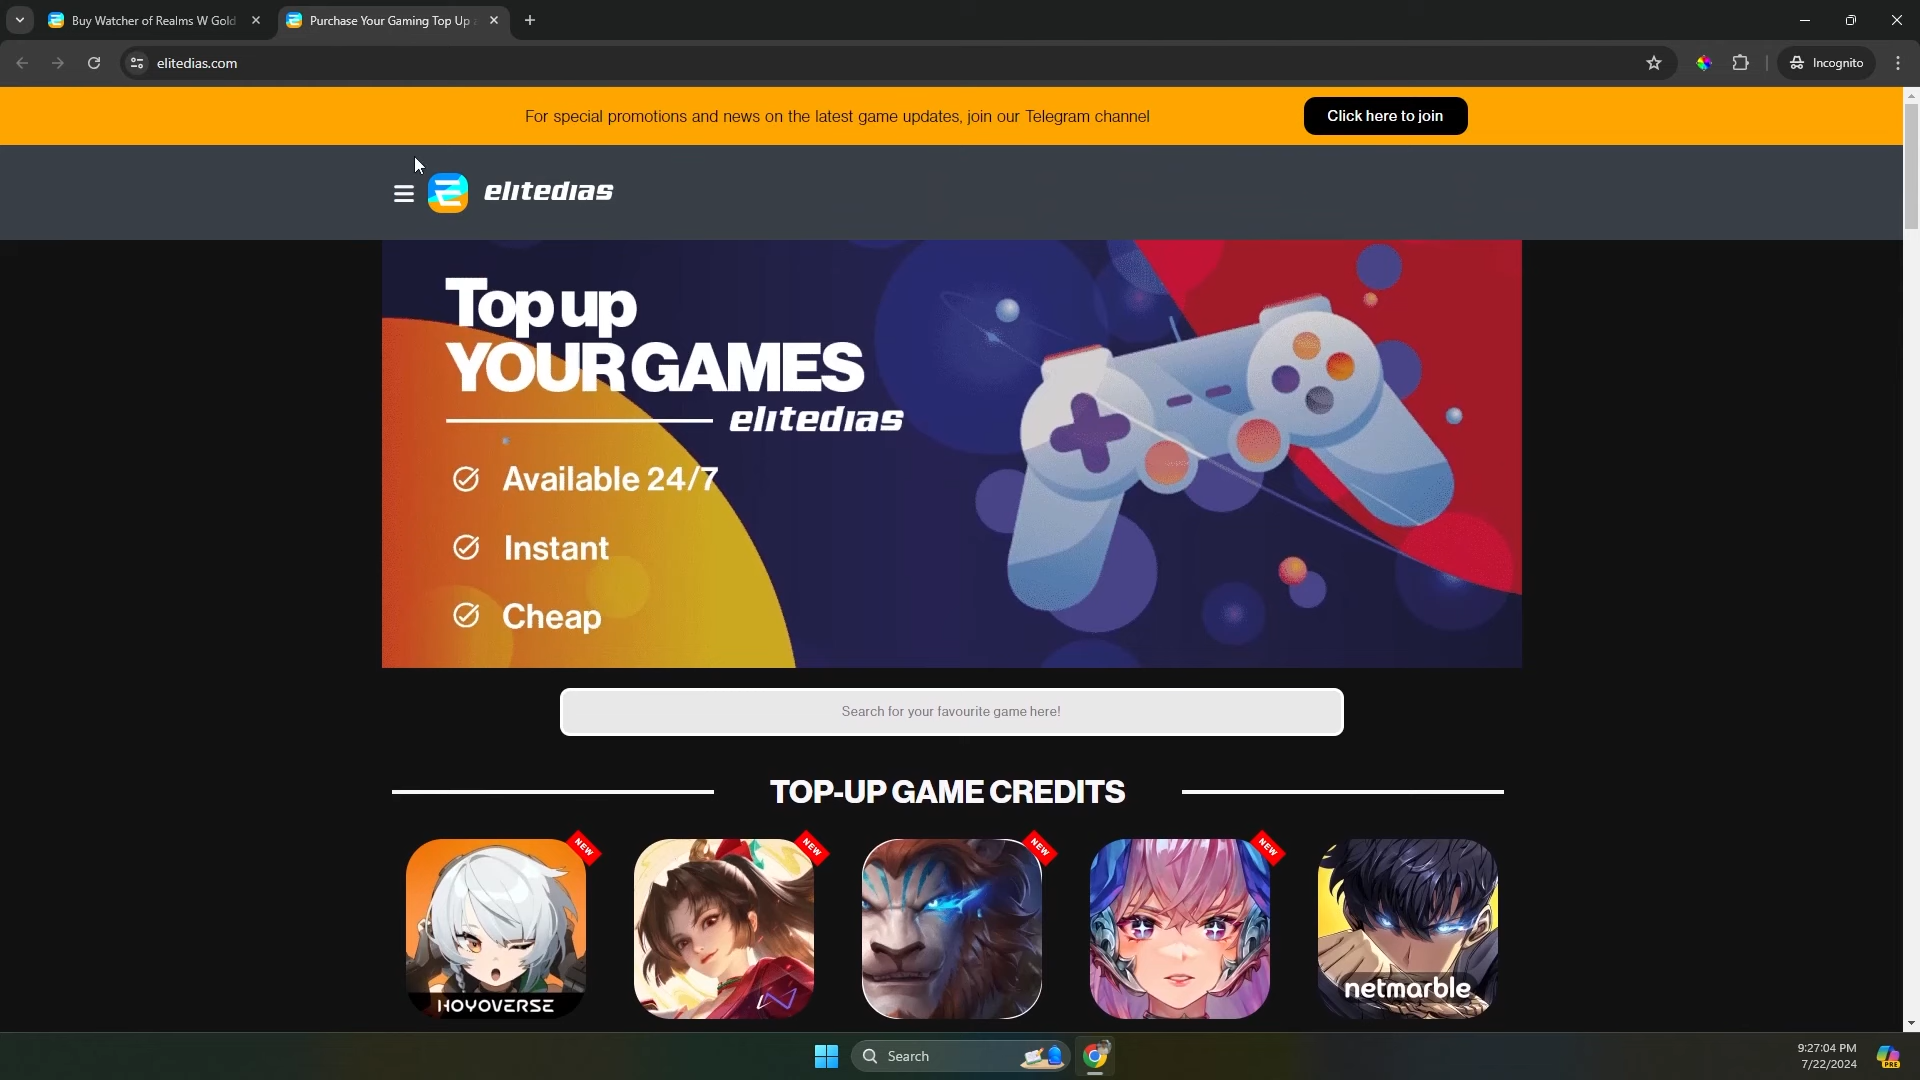 Buy Watcher of Realms W Gold
Purchase Your Gaming Top Up
elitedias.com
Incognito
For special promotions and news on the latest game updates, join our Telegram channel
Click here to join
elitedias
Top up
YOUR GAMES
elitedias
Available 24/7
Instant
Cheap
Search for your favourite game here!
TOP-UP GAME CREDITS
NEW
NEW
NEW
NEW
HOYOVERSE
netmarble
Search
9:27:04 PM
7/22/2024
PRE